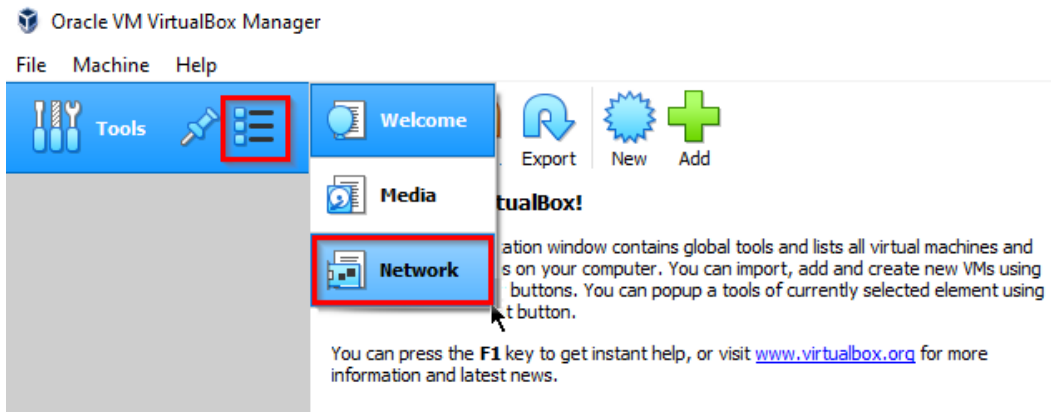 Oracle VM VirtualBox Manager
File Machine Help
Tools
Welcome
Export New Add
Media
tualBox!
ation window contains global tools and lists all virtual machines and
Network
s on your computer. You can import, add and create new VMs using
buttons. You can popup a tools of currently selected element using
t button.
You can press the F1 key to get instant help, or visit www.virtualbox.org for more
information and latest news.